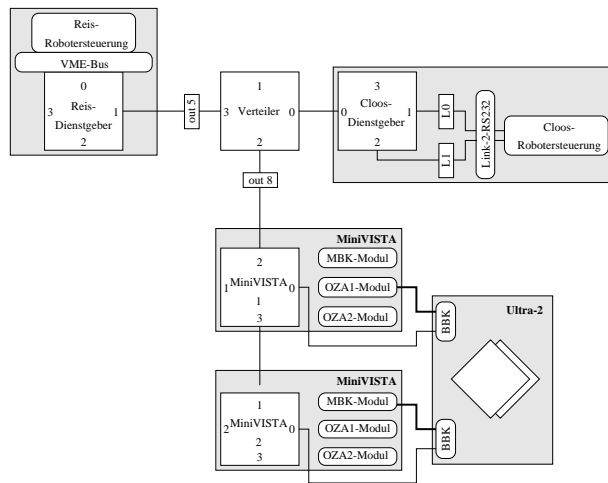 Reis-
Robotersteuerung
VME-Bus
0
3
Reis-
Dienstgeber
1
2
out 5
1
3
Verteiler
0
2
out 8
3
0
Cloos-
Dienstgeber
1
2
L0
L1
Link-2-RS232
Cloos-
Robotersteuerung
MiniVISTA
2
1
MiniVISTA
0
1
3
MBK-Modul
OZA1-Modul
OZA2-Modul
Ultra-2
BBK
MiniVISTA
1
2
MiniVISTA
0
2
3
MBK-Modul
OZA1-Modul
OZA2-Modul
BBK